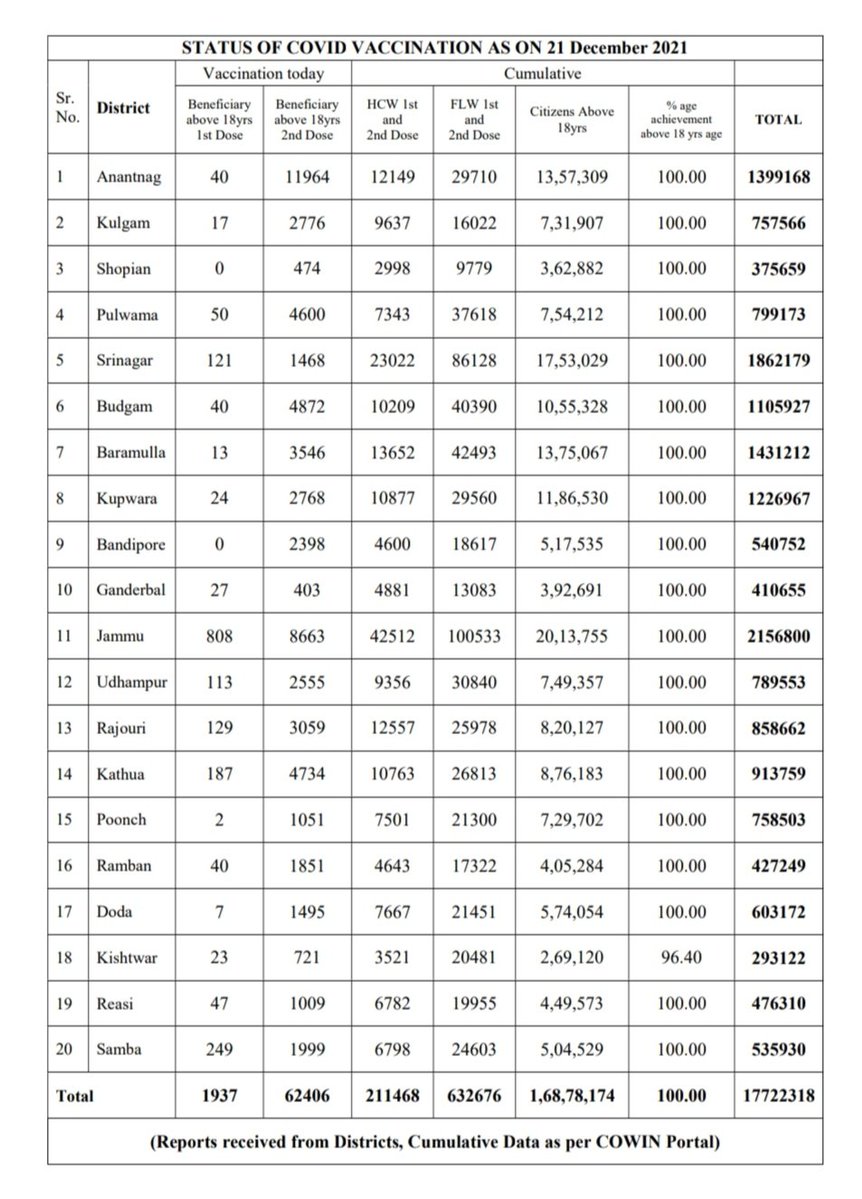 STATUS OF COVID VACCINATION AS ON 21 December 2021
Sr. No. District Vaccination today Cumulative
Beneficiary above 18yrs 1st Dose Beneficiary above 18yrs 2nd Dose HCW 1st and 2nd Dose FLW 1st and 2nd Dose Citizens Above 18yrs % age achievement above 18 yrs age TOTAL
1 Anantnag 40 11964 12149 29710 13,57,309 100.00 1399168
2 Kulgam 17 2776 9637 16022 7,31,907 100.00 757566
3 Shopian 0 474 2998 9779 3,62,882 100.00 375659
4 Pulwama 50 4600 7343 37618 7,54,212 100.00 799173
5 Srinagar 121 1468 23022 86128 17,53,029 100.00 1862179
6 Budgam 40 4872 10209 40390 10,55,328 100.00 1105927
7 Baramulla 13 3546 13652 42493 13,75,067 100.00 1431212
8 Kupwara 24 2768 10877 29560 11,86,530 100.00 1226967
9 Bandipore 0 2398 4600 18617 5,17,535 100.00 540752
10 Ganderbal 27 403 4881 13083 3,92,691 100.00 410655
11 Jammu 808 8663 42512 100533 20,13,755 100.00 2156800
12 Udhampur 113 2555 9356 30840 7,49,357 100.00 789553
13 Rajouri 129 3059 12557 25978 8,20,127 100.00 858662
14 Kathua 187 4734 10763 26813 8,76,183 100.00 913759
15 Poonch 2 1051 7501 21300 7,29,702 100.00 758503
16 Ramban 40 1851 4643 17322 4,05,284 100.00 427249
17 Doda 7 1495 7667 21451 5,74,054 100.00 603172
18 Kishtwar 23 721 3521 20481 2,69,120 96.40 293122
19 Reasi 47 1009 6782 19955 4,49,573 100.00 476310
20 Samba 249 1999 6798 24603 5,04,529 100.00 535930
Total 1937 62406 211468 632676 1,68,78,174 100.00 17722318
(Reports received from Districts, Cumulative Data as per COWIN Portal)